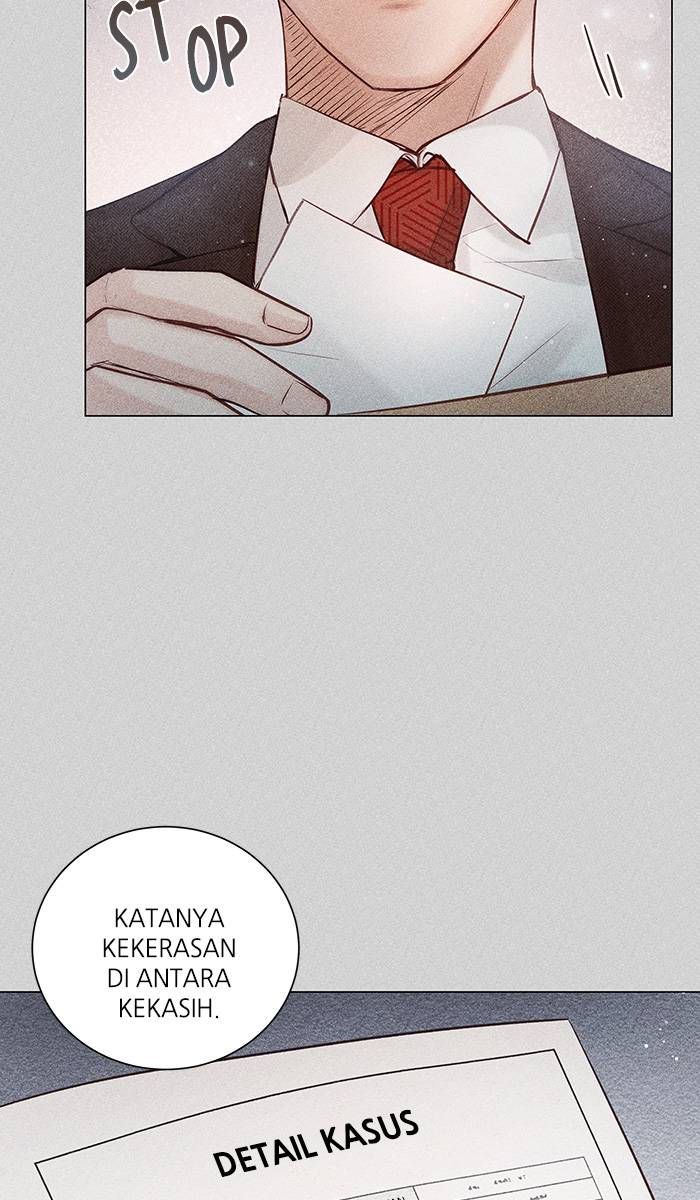 STOP
KATANYA
KEKERASAN
DI ANTARA
KEKASIH.
DETAIL KASUS